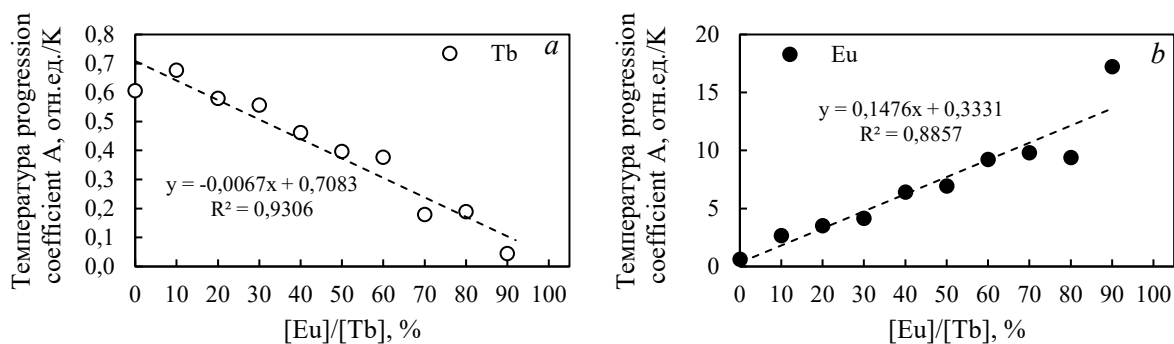 Температура progression
coefficient A, отн.ед./K
0,8
0,7
0,6
0,5
0,4
0,3
0,2
0,1
0,0
Tb
a
y = -0,0067x + 0,7083
R² = 0,9306
0 10 20 30 40 50 60 70 80 90 100
[Eu]/[Tb], %
Температура progression
coefficient A, отн.ед./K
20
15
10
5
0
Eu
b
y = 0,1476x + 0,3331
R² = 0,8857
0 10 20 30 40 50 60 70 80 90 100
[Eu]/[Tb], %